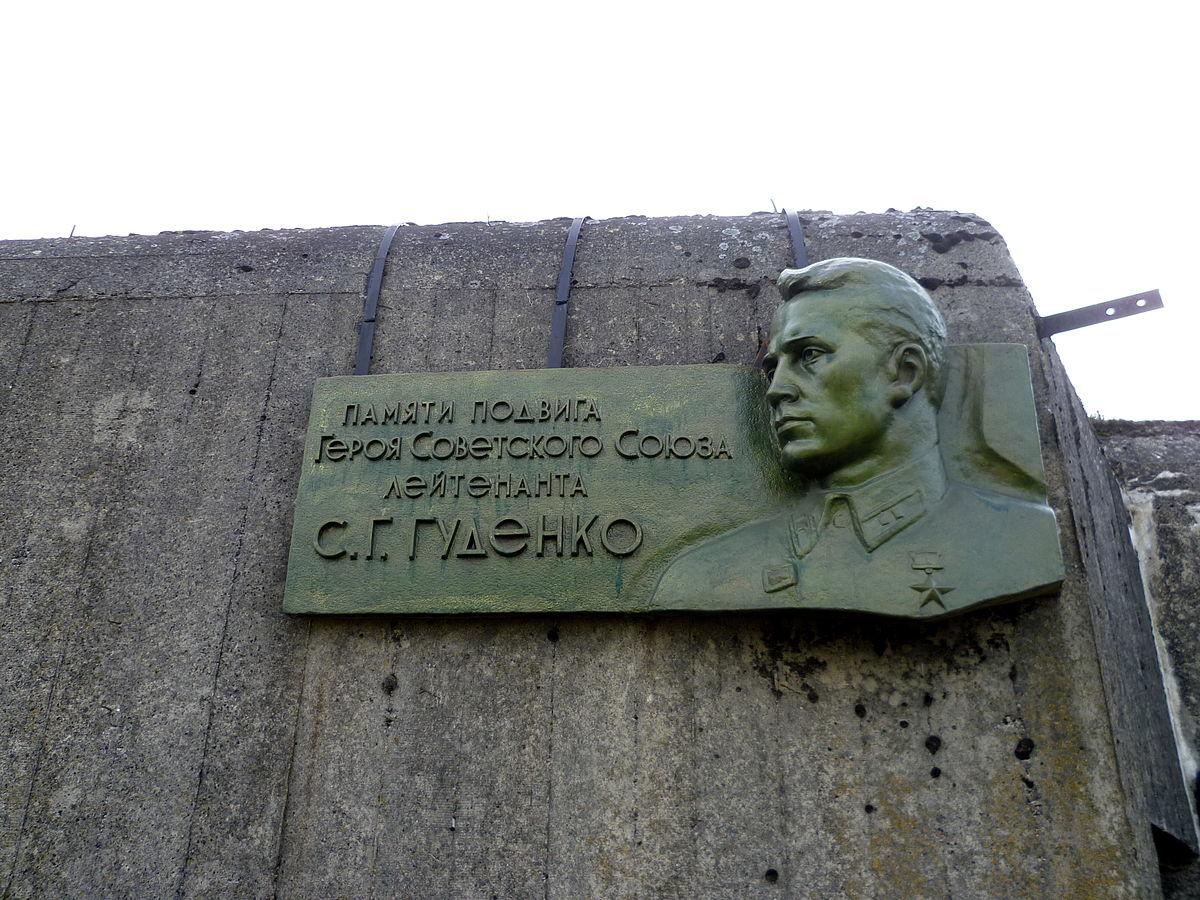 ПАМЯТИ ПОДВИГА
ГЕРОЯ СОВЕТСКОГО СОЮЗА
ЛЕЙТЕНАНТА
С.Г. ГУДЕНКО